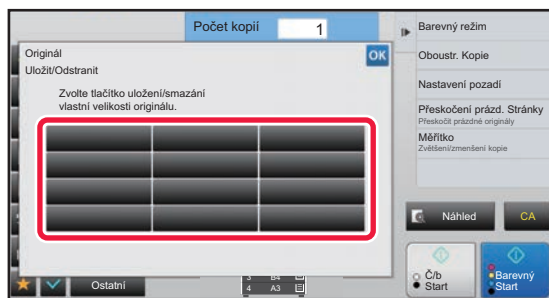 Počet kopií 1
Originál
OK
Uložit/Odstranit
Zvolte tlačítko uložení/smazání
vlastní velikosti originálu.
Barevný režim
Oboustr. Kopie
Nastavení pozadí
Přeskočení prázd. Stránky
Přeskočit prázdné originály
Měřítko
Zvětšení/zmenšení kopie
Náhled
CA
Č/b
Start
Barevný
Start
Ostatní
3 B4
4 A3